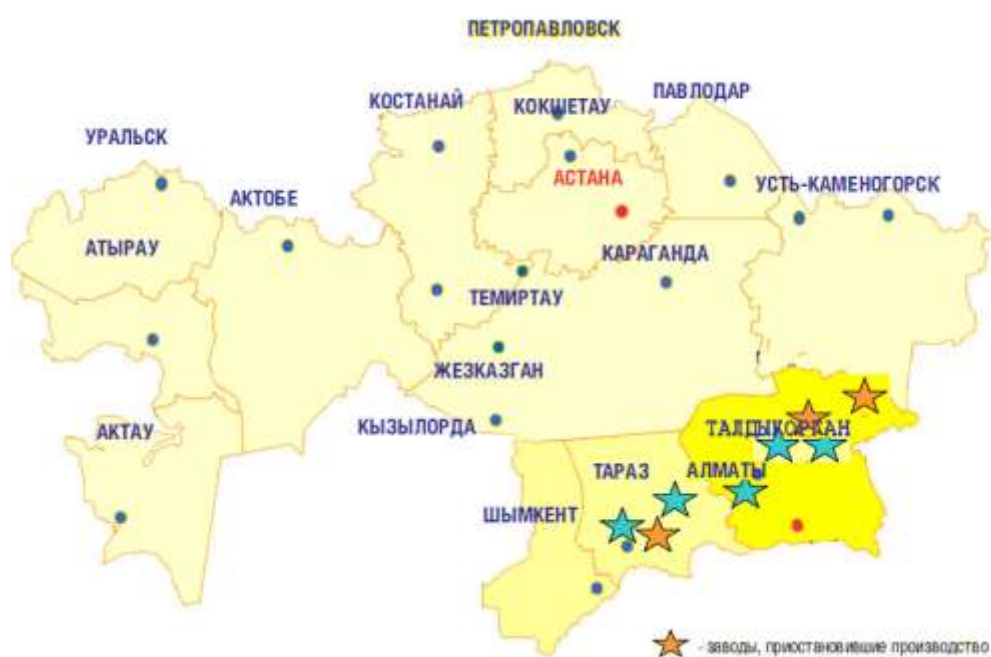 ПЕТРОПАВЛОВСК
КОСТАНАЙ
КОКШЕТАУ
ПАВЛОДАР
УРАЛЬСК
АКТОБЕ
АСТАНА
УСТЬ-КАМЕНОГОРСК
АТЫРАУ
КАРАГАНДА
ТЕМИРТАУ
ЖЕЗКАЗГАН
КЫЗЫЛОРДА
АКТАУ
ТАЛДЫКОРКАН
ТАРАЗ
АЛМАТЫ
ШЫМКЕНТ
- заводы, приостановившие производство